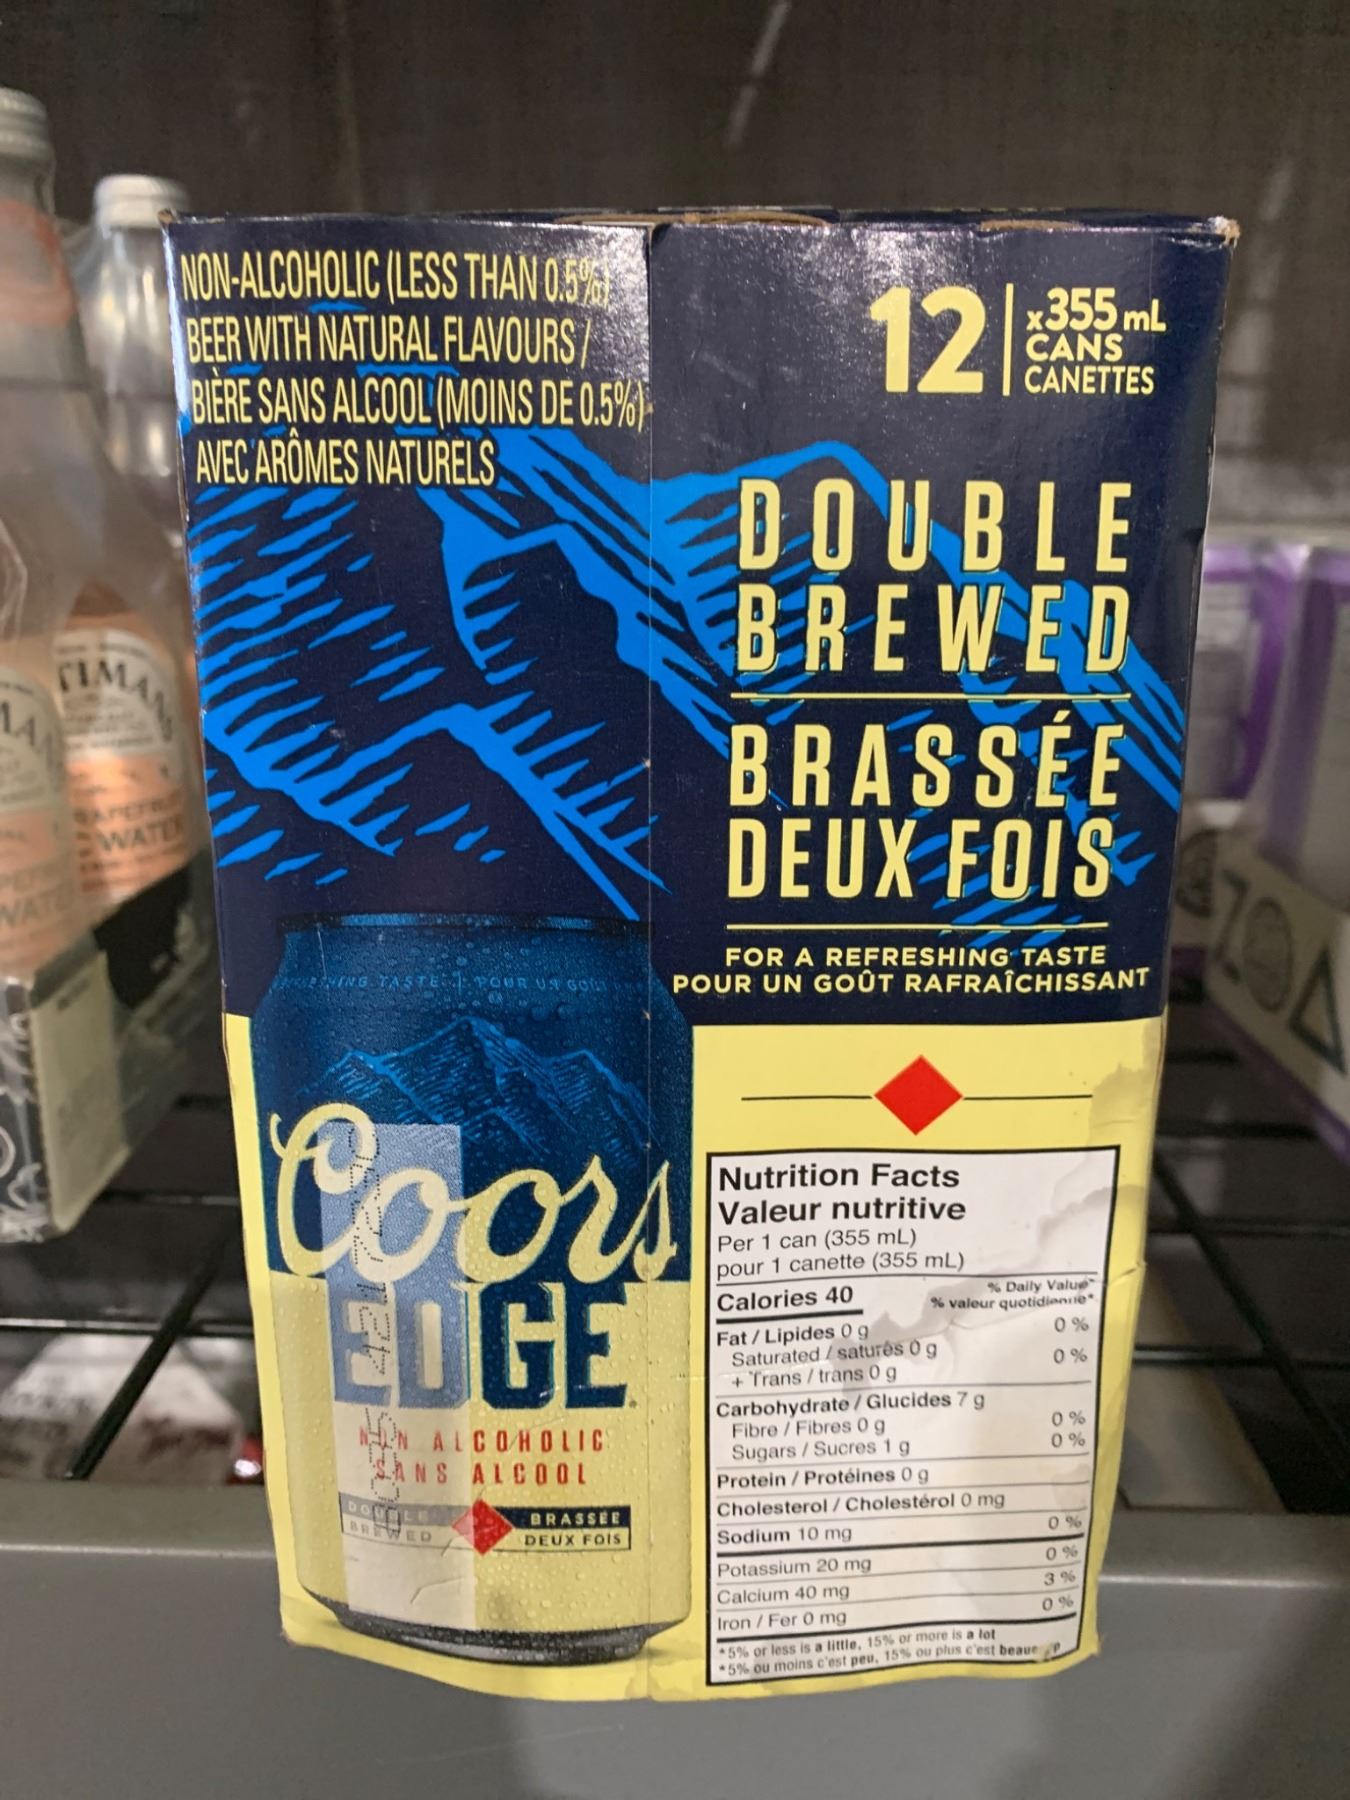 NON-ALCOHOLIC (LESS THAN 0.5%)
BEER WITH NATURAL FLAVOURS /
BIÈRE SANS ALCOOL (MOINS DE 0.5%)
AVEC ARÔMES NATURELS
12
x355 mL
CANS
CANETTES
DOUBLE
BREWED
BRASSÉE
DEUX FOIS
FOR A REFRESHING TASTE
POUR UN GOÛT RAFRAÎCHISSANT
TASTE POUR UN
Coors
EDGE
NON ALCOHOLIC
SANS ALCOOL
DOUBLE
BREWED
BRASSÉE
DEUX FOIS
Nutrition Facts
Valeur nutritive
Per 1 can (355 mL)
pour 1 canette (355 mL)
Calories 40
% Daily Value*
% valeur quotidienne*
Fat / Lipides 0 g 0 %
Saturated / saturés 0 g
+ Trans / trans 0 g 0 %
Carbohydrate / Glucides 7 g
Fibre / Fibres 0 g 0 %
Sugars / Sucres 1 g 0 %
Protein / Protéines 0 g
Cholesterol / Cholestérol 0 mg
Sodium 10 mg 0 %
Potassium 20 mg 0 %
Calcium 40 mg 3 %
Iron / Fer 0 mg 0 %
*5% or less is a little, 15% or more is a lot
*5% ou moins c'est peu, 15% ou plus c'est
WATER